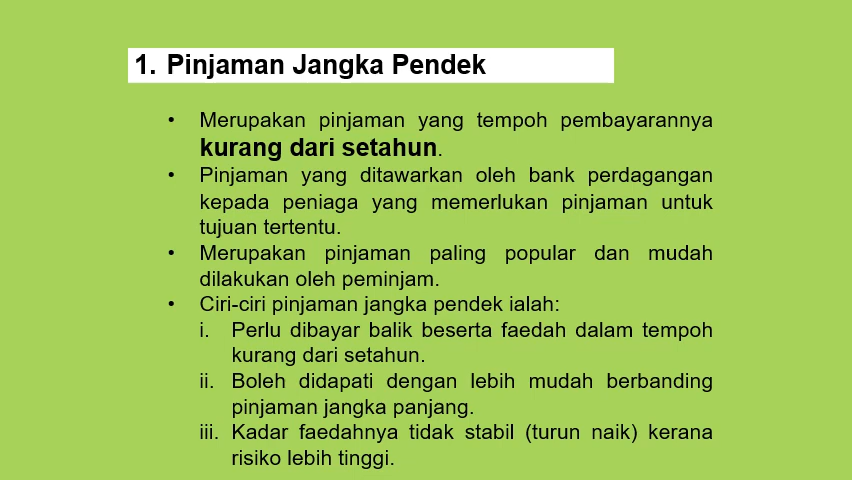 1. Pinjaman Jangka Pendek
• Merupakan pinjaman yang tempoh pembayarannya
kurang dari setahun.
• Pinjaman yang ditawarkan oleh bank perdagangan
kepada peniaga yang memerlukan pinjaman untuk
tujuan tertentu.
• Merupakan pinjaman paling popular dan mudah
dilakukan oleh peminjam.
• Ciri-ciri pinjaman jangka pendek ialah:
i. Perlu dibayar balik beserta faedah dalam tempoh
kurang dari setahun.
ii. Boleh didapati dengan lebih mudah berbanding
pinjaman jangka panjang.
iii. Kadar faedahnya tidak stabil (turun naik) kerana
risiko lebih tinggi.